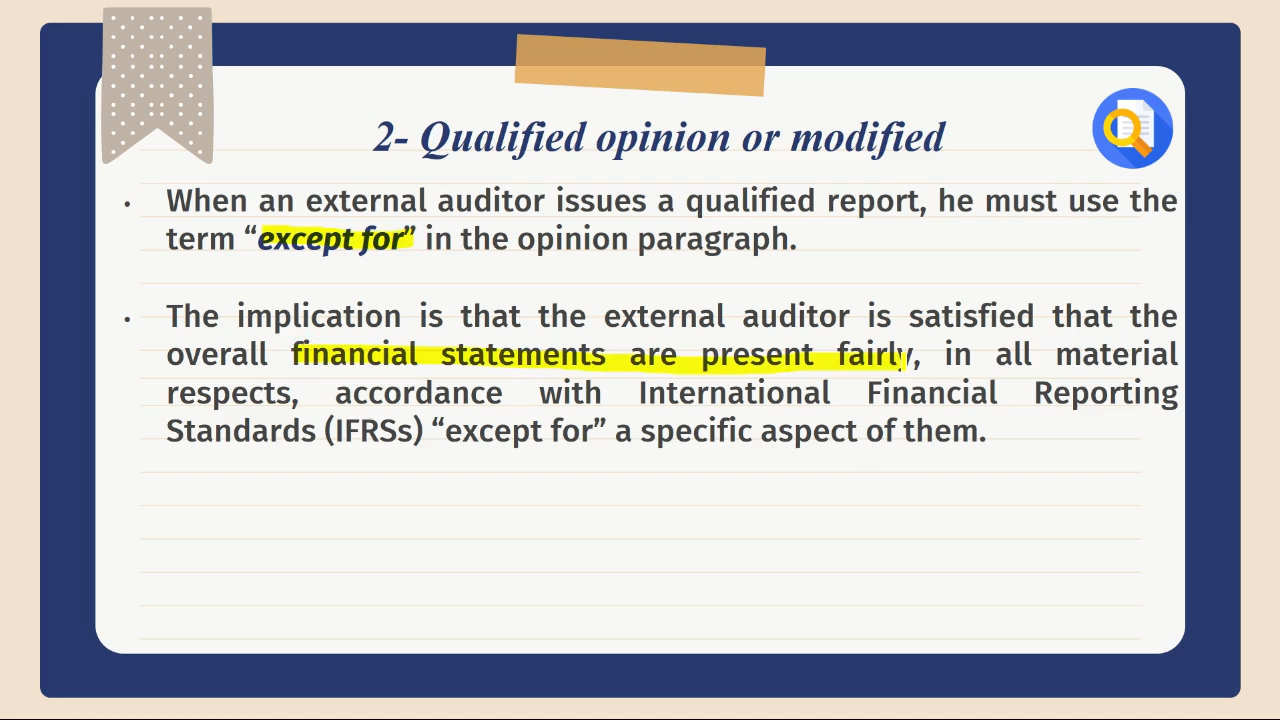 2- Qualified opinion or modified
• When an external auditor issues a qualified report, he must use the
term “except for” in the opinion paragraph.
• The implication is that the external auditor is satisfied that the
overall financial statements are present fairly, in all material
respects, accordance with International Financial Reporting
Standards (IFRSs) “except for” a specific aspect of them.